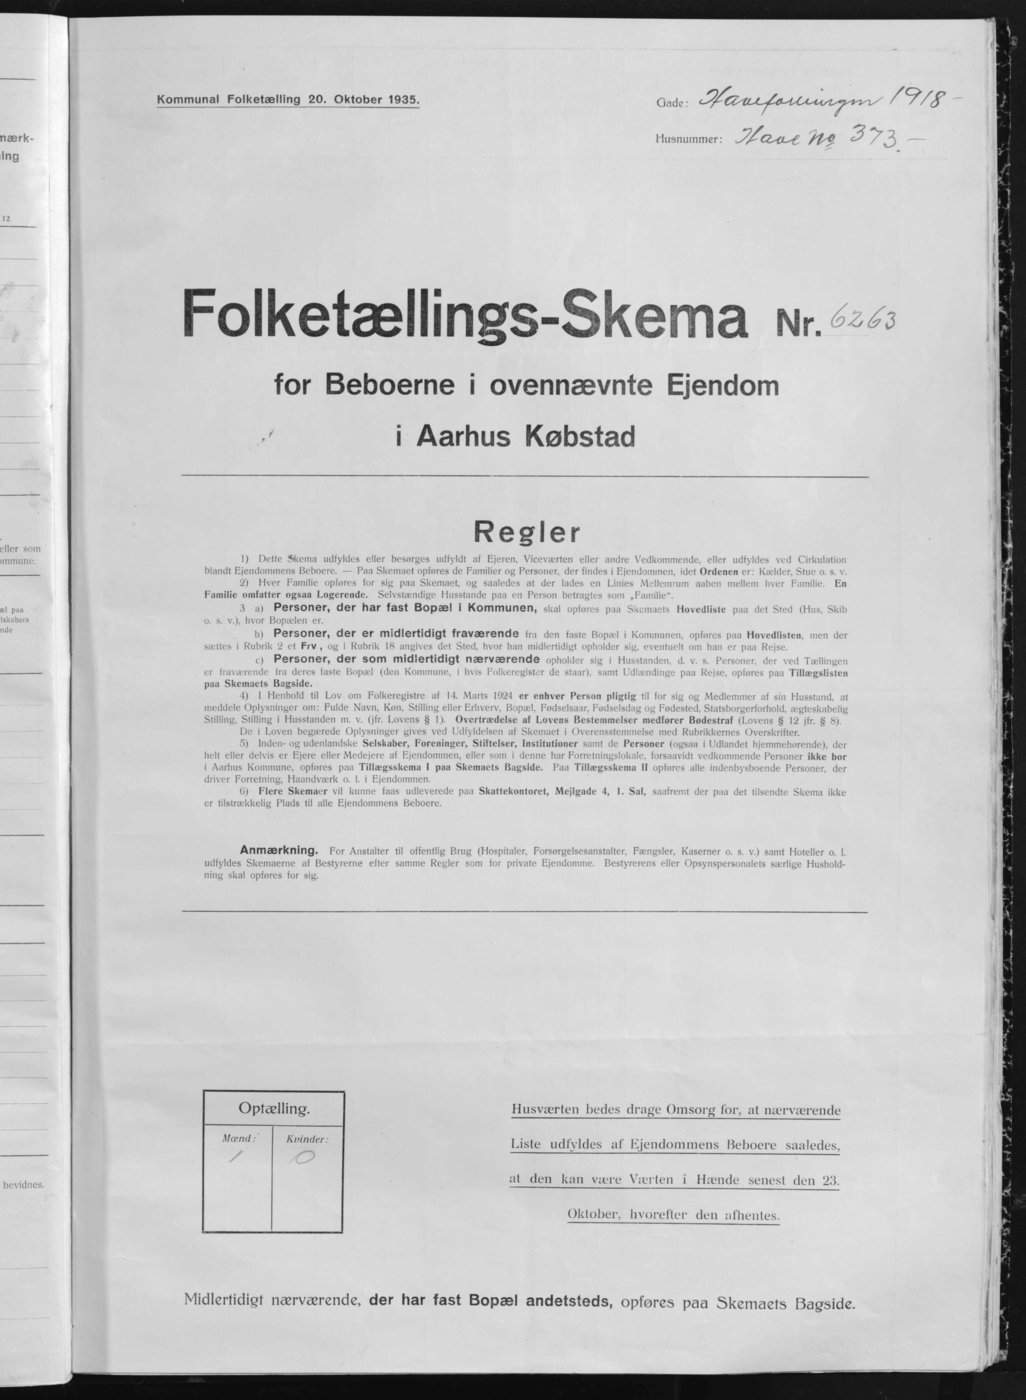 Kommunal Folketælling 20. Oktober 1935.
Gade: Haveforeningen 1918 -
Husnummer: Have No 373. -
Folketællings-Skema Nr. 6263
for Beboerne i ovennævnte Ejendom
i Aarhus Købstad
Regler
1) Dette Skema udfyldes eller besørges udfyldt af Ejeren, Viceværten eller andre Vedkommende, eller udfyldes ved Cirkulation
blandt Ejendommens Beboere. — Paa Skemaet opføres de Familier og Personer, der findes i Ejendommen, idet Ordenen er: Kælder, Stue o. s. v.
2) Hver Familie opføres for sig paa Skemaet, og saaledes at der lades en Linies Mellemrum aaben mellem hver Familie. En
Familie omfatter ogsaa Logerende. Selvstændige Husstande paa en Person betragtes som „Familie".
3 a) Personer, der har fast Bopæl i Kommunen, skal opføres paa Skemaets Hovedliste paa det Sted (Hus, Skib
o. s. v.), hvor Bopælen er.
b) Personer, der er midlertidigt fraværende fra den faste Bopæl i Kommunen, opføres paa Hovedlisten, men der
sættes i Rubrik 2 et Frv., og i Rubrik 18 angives det Sted, hvor han midlertidigt opholder sig, eventuelt om han er paa Rejse.
c) Personer, der som midlertidigt nærværende opholder sig i Husstanden, d. v. s. Personer, der ved Tællingen
er fraværende fra deres faste Bopæl (den Kommune, i hvis Folkeregister de staar), samt Udlændinge paa Rejse, opføres paa Tillægslisten
paa Skemaets Bagside.
4) I Henhold til Lov om Folkeregistre af 14. Marts 1924 er enhver Person pligtig til for sig og Medlemmer af sin Husstand, at
meddele Oplysninger om: Fulde Navn, Køn, Stilling eller Erhverv, Bopæl, Fødselsaar, Fødselsdag og Fødested, Statsborgerforhold, ægteskabelig
Stilling, Stilling i Husstanden m. v. (jfr. Lovens § 1). Overtrædelse af Lovens Bestemmelser medfører Bødestraf (Lovens § 12 jfr. § 8).
De i Loven begærede Oplysninger gives ved Udfyldelsen af Skemaet i Overensstemmelse med Rubrikkernes Overskrifter.
5) Inden- og udenlandske Selskaber, Foreninger, Stiftelser, Institutioner samt de Personer (ogsaa i Udlandet hjemmehørende), der
helt eller delvis er Ejere eller Medejere af Ejendommen, eller som i denne har Forretningslokale, forsaavidt vedkommende Personer ikke bor
i Aarhus Kommune, opføres paa Tillægsskema I paa Skemaets Bagside. Paa Tillægsskema II opføres alle indenbysboende Personer, der
driver Forretning, Haandværk o. l. i Ejendommen.
6) Flere Skemaer vil kunne faas udleverede paa Skattekontoret, Mejlgade 4, 1. Sal, saafremt der paa det tilsendte Skema ikke
er tilstrækkelig Plads til alle Ejendommens Beboere.
Anmærkning. For Anstalter til offentlig Brug (Hospitaler, Forsørgelsesanstalter, Fængsler, Kaserner o. s. v.) samt Hoteller o. l.
udfyldes Skemaerne af Bestyrerne efter samme Regler som for private Ejendomme. Bestyrerens eller Opsynspersonalets særlige Hushold-
ning skal opføres for sig.
Optælling.
Mænd: Kvinder:
1 0
Husværten bedes drage Omsorg for, at nærværende
Liste udfyldes af Ejendommens Beboere saaledes,
at den kan være Værten i Hænde senest den 23.
Oktober, hvorefter den afhentes.
Midlertidigt nærværende, der har fast Bopæl andetsteds, opføres paa Skemaets Bagside.
12
eller som
bevidnes.